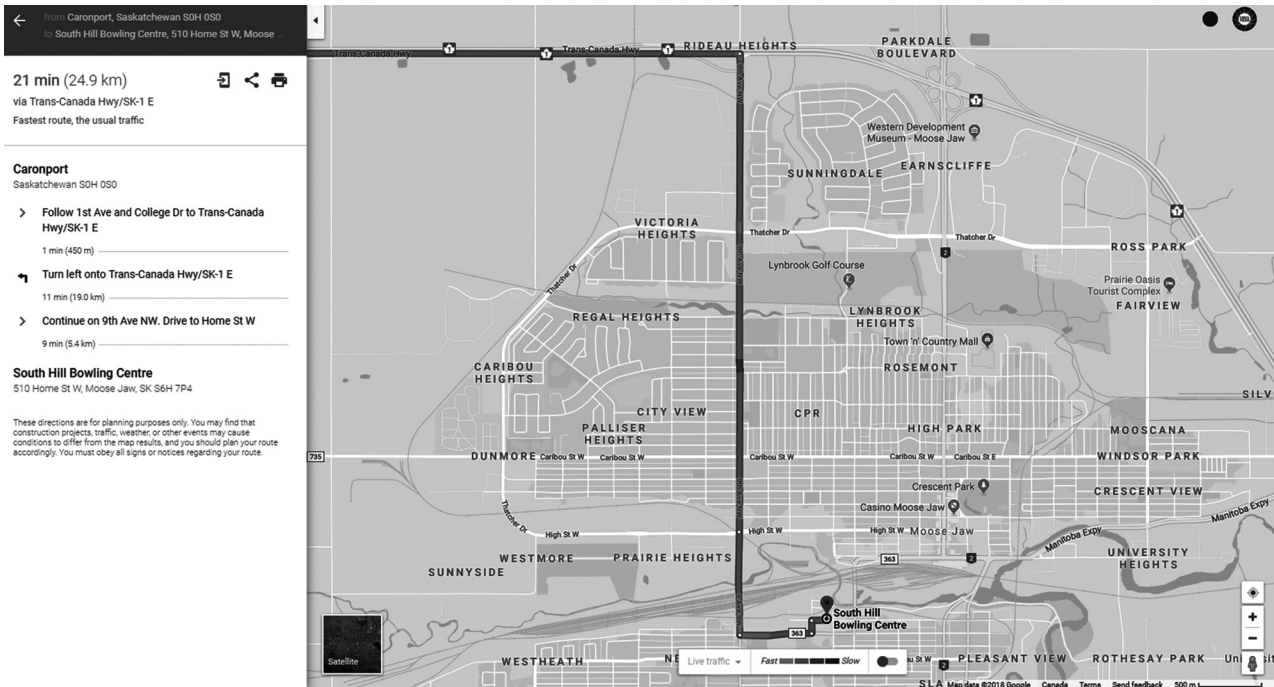 from Caronport, Saskatchewan S0H 0S0
to South Hill Bowling Centre, 510 Home St W, Moose ...
21 min (24.9 km)
via Trans-Canada Hwy/SK-1 E
Fastest route, the usual traffic
Caronport
Saskatchewan S0H 0S0
Follow 1st Ave and College Dr to Trans-Canada
Hwy/SK-1 E
1 min (450 m)
Turn left onto Trans-Canada Hwy/SK-1 E
11 min (19.0 km)
Continue on 9th Ave NW. Drive to Home St W
9 min (5.4 km)
South Hill Bowling Centre
510 Home St W, Moose Jaw, SK S6H 7P4
These directions are for planning purposes only. You may find that
construction projects, traffic, weather, or other events may cause
conditions to differ from the map results, and you should plan your route
accordingly. You must obey all signs or notices regarding your route.
Trans-Canada Hwy
1
1
Trans-Canada Hwy
1
RIDEAU HEIGHTS
PARKDALE
BOULEVARD
1
Western Development
Museum - Moose Jaw
EARNSCLIFFE
SUNNINGDALE
1
VICTORIA
HEIGHTS
Thatcher Dr
Thatcher Dr
ROSS PARK
2
Lynbrook Golf Course
Thatcher Dr
Prairie Oasis
Tourist Complex
FAIRVIEW
REGAL HEIGHTS
LYNBROOK
HEIGHTS
Town 'n' Country Mall
CARIBOU
HEIGHTS
ROSEMONT
SILV
CITY VIEW
CPR
PALLISER
HEIGHTS
HIGH PARK
MOOSCANA
735
DUNMORE
Caribou St W
Caribou St W
Caribou St W
Caribou St W
Caribou St E
WINDSOR PARK
Crescent Park
CRESCENT VIEW
Casino Moose Jaw
Thatcher Dr
High St W
High St W
High St W
Moose Jaw
Manitoba Expy
Manitoba Expy
WESTMORE
PRAIRIE HEIGHTS
363
2
UNIVERSITY
HEIGHTS
SUNNYSIDE
South Hill
Bowling Centre
363
Satellite
WESTHEATH
NE
Live traffic
Fast
Slow
u St W
2
PLEASANT VIEW
ROTHESAY PARK
SLA
Map data ©2018 Google
Canada
Terms
Send feedback
500 m